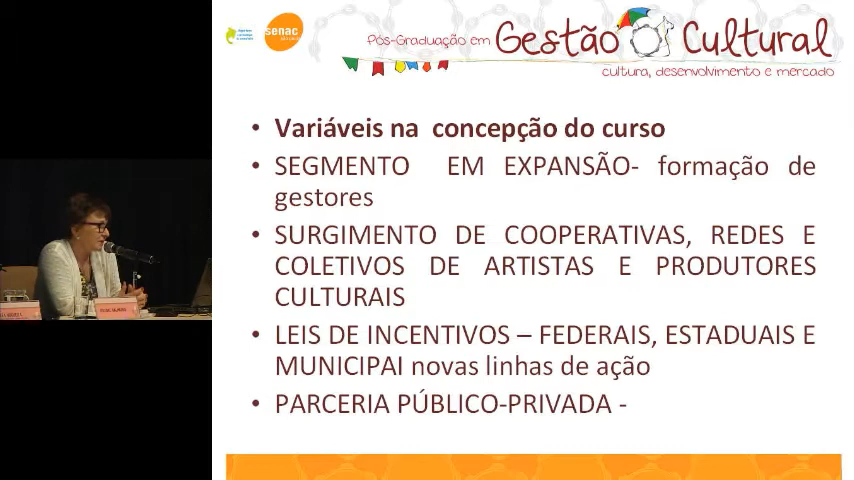 senac
Pós-Graduação em Gestão Cultural
cultura, desenvolvimento e mercado
• Variáveis na concepção do curso
• SEGMENTO EM EXPANSÃO- formação de
gestores
• SURGIMENTO DE COOPERATIVAS, REDES E
COLETIVOS DE ARTISTAS E PRODUTORES
CULTURAIS
• LEIS DE INCENTIVOS – FEDERAIS, ESTADUAIS E
MUNICIPAI novas linhas de ação
• PARCERIA PÚBLICO-PRIVADA -